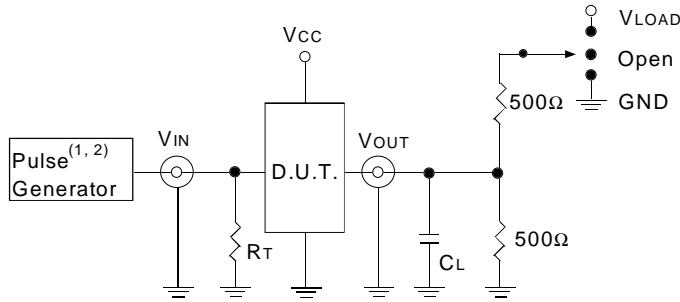 VLOAD
VCC
Open
500Ω
GND
VIN
VOUT
Pulse(1, 2)
Generator
D.U.T.
RT
CL
500Ω